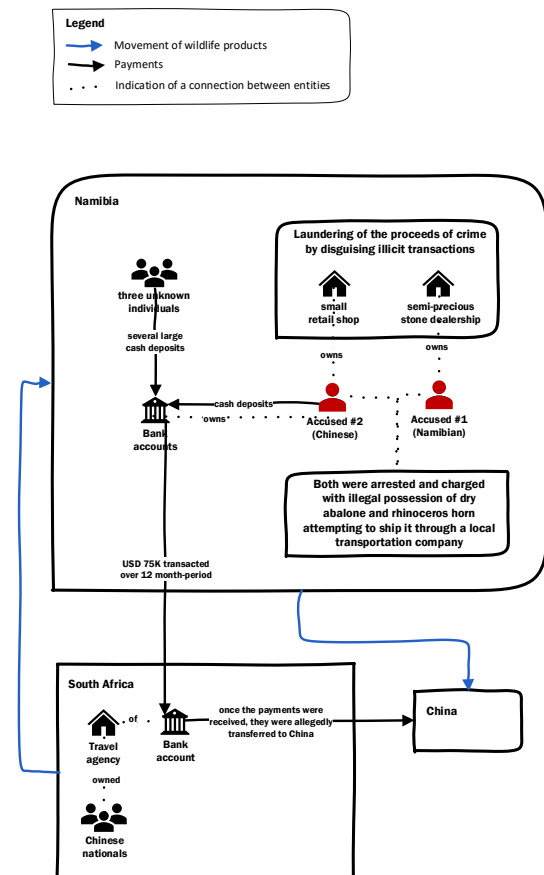 Legend
Movement of wildlife products
Payments
Indication of a connection between entities
Namibia
Laundering of the proceeds of crime
by disguising illicit transactions
three unknown
individuals
small
retail shop
semi-precious
stone dealership
several large
cash deposits
owns
owns
cash deposits
owns
Bank
accounts
Accused #2
(Chinese)
Accused #1
(Namibian)
Both were arrested and charged
with illegal possession of dry
abalone and rhinoceros horn
attempting to ship it through a local
transportation company
USD 75K transacted
over 12 month-period
South Africa
of
Travel
agency
Bank
account
once the payments were
received, they were allegedly
transferred to China
China
owned
Chinese
nationals